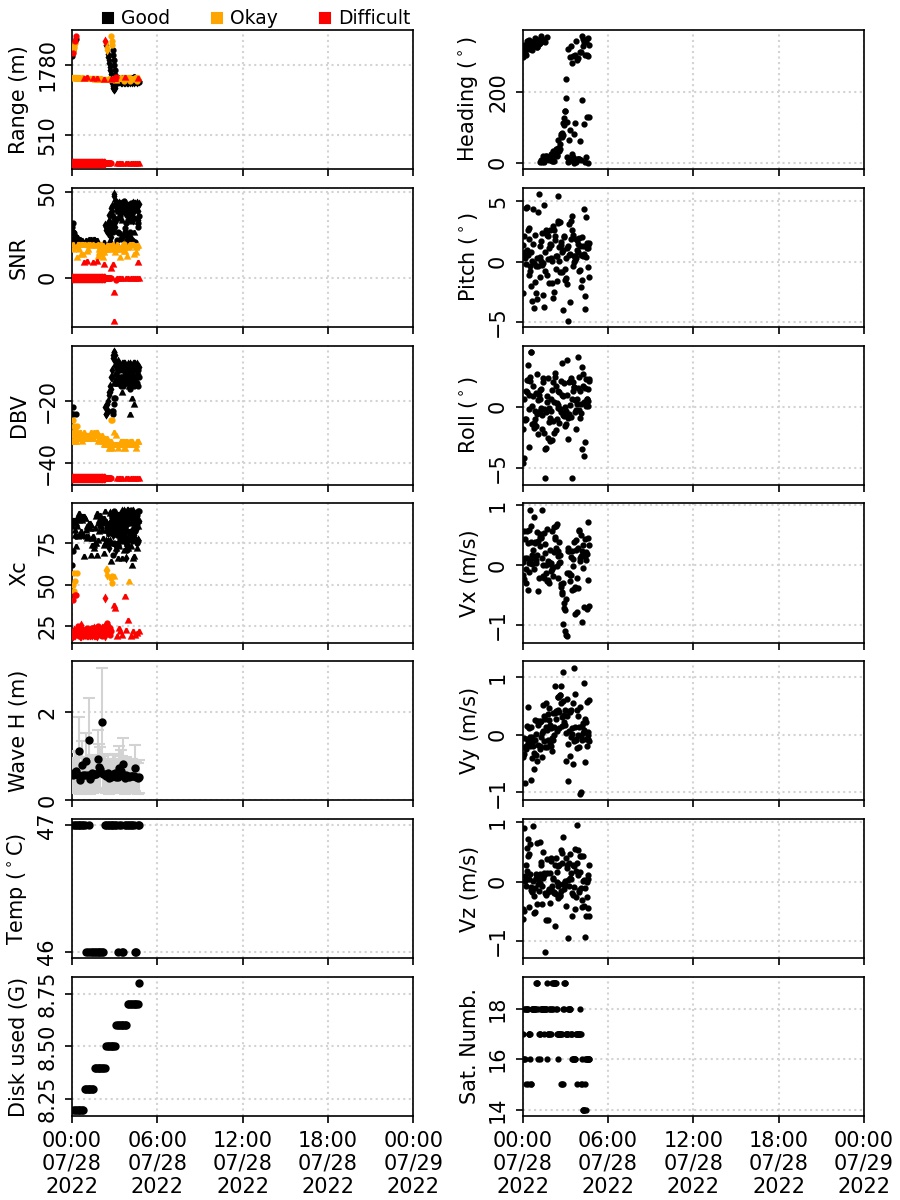 Good Okay Difficult
Range (m)
1780
510
Heading (°)
200
0
SNR
50
0
Pitch (°)
5
0
−5
DBV
−20
−40
Roll (°)
0
−5
Xc
75
50
25
Vx (m/s)
1
0
−1
Wave H (m)
2
0
Vy (m/s)
1
0
−1
Temp (°C)
47
46
Vz (m/s)
1
0
−1
Disk used (G)
8.75
8.50
8.25
Sat. Numb.
18
16
14
00:00 06:00 12:00 18:00 00:00
07/28 07/28 07/28 07/28 07/29
2022 2022 2022 2022 2022
00:00 06:00 12:00 18:00 00:00
07/28 07/28 07/28 07/28 07/29
2022 2022 2022 2022 2022